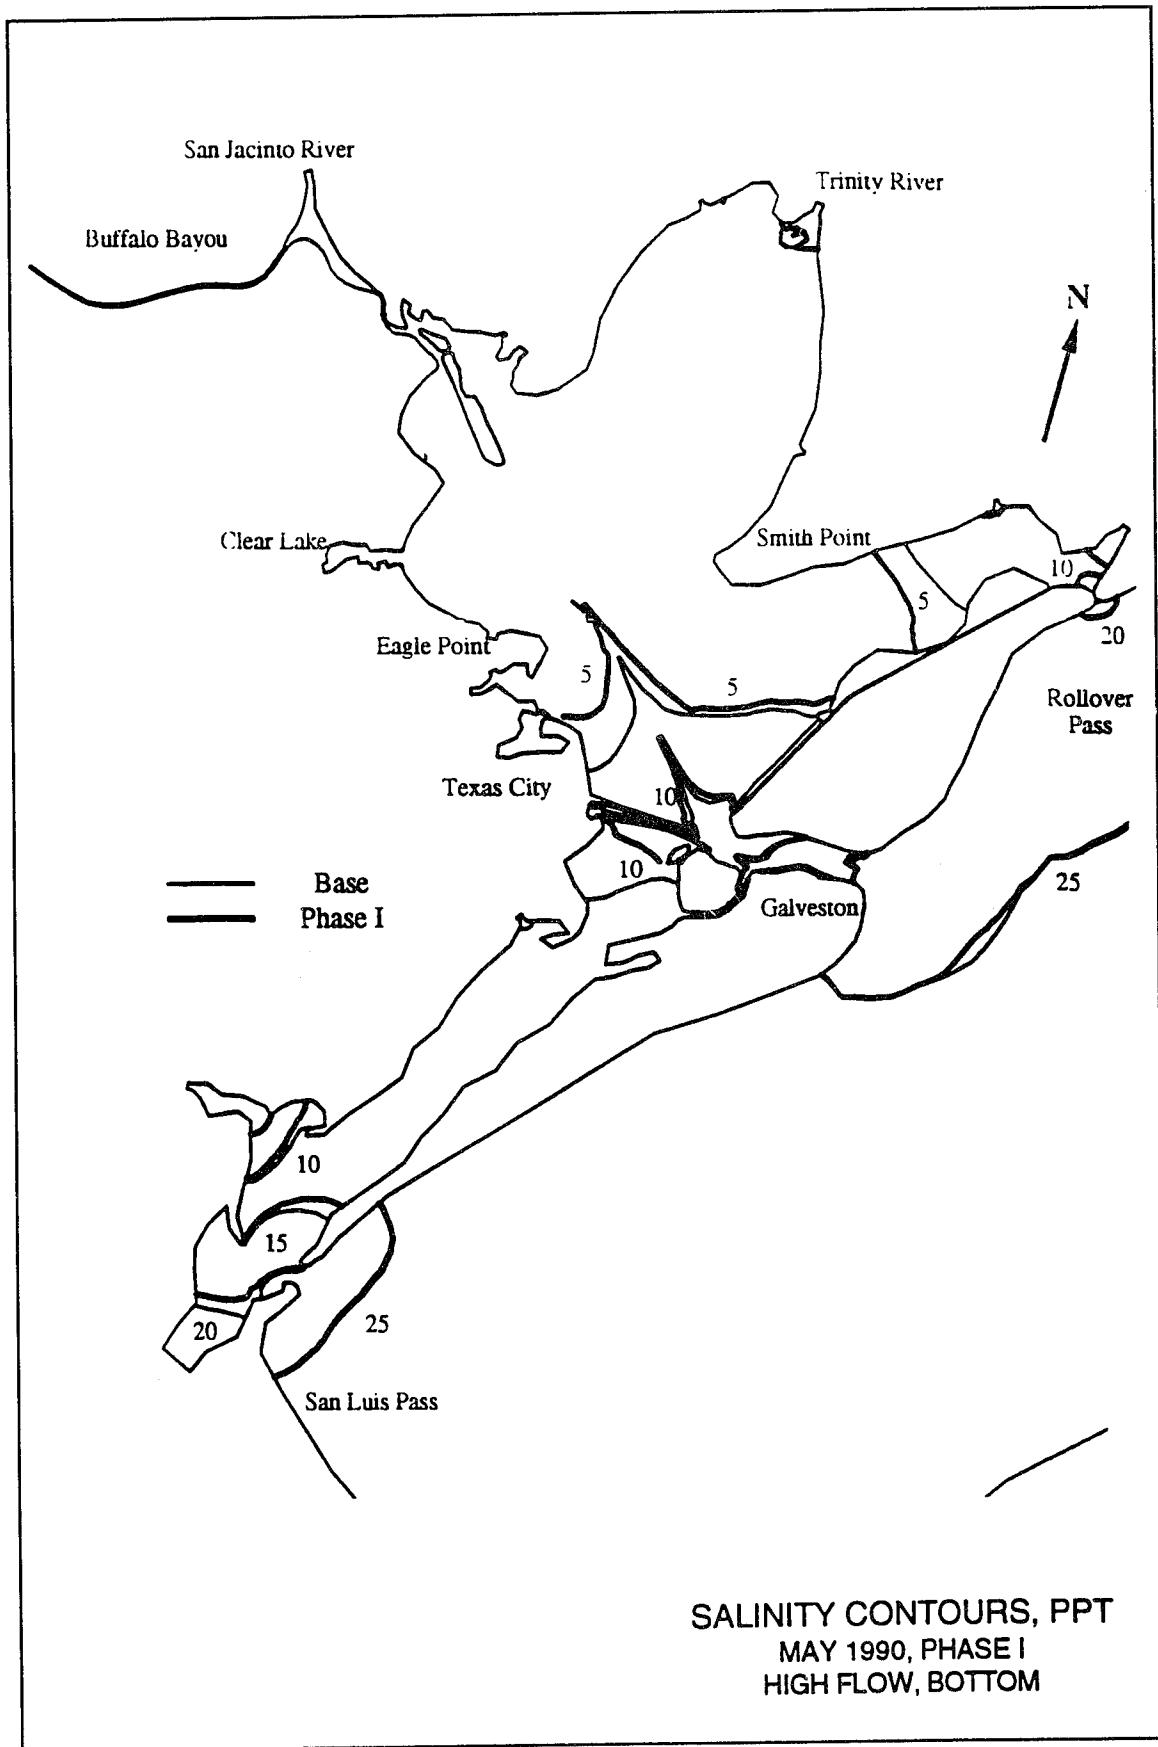 San Jacinto River
Trinity River
Buffalo Bayou
N
Clear Lake
Smith Point
10
5
20
Eagle Point
5
5
Rollover
Pass
Texas City
10
10
25
Base
Phase I
Galveston
10
15
20
25
San Luis Pass
SALINITY CONTOURS, PPT
MAY 1990, PHASE I
HIGH FLOW, BOTTOM